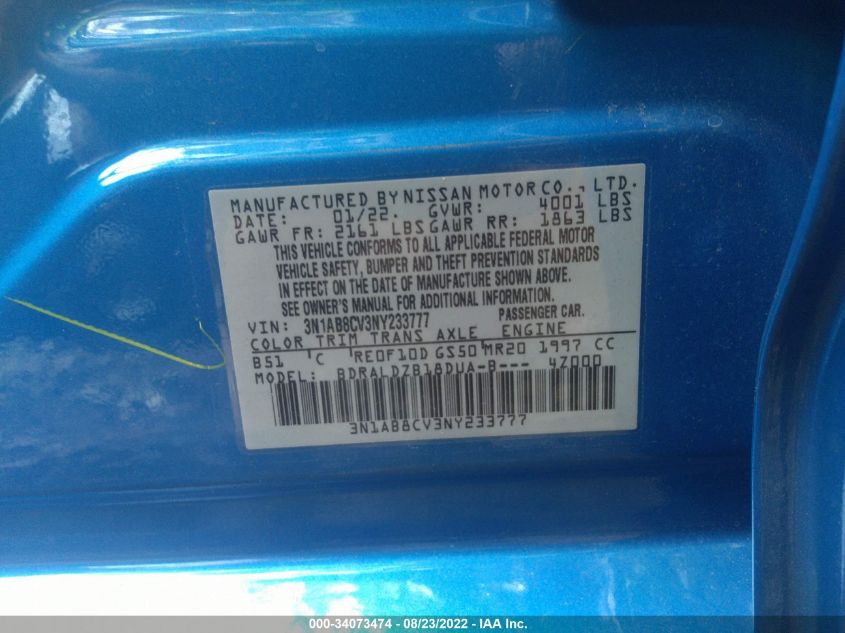 MANUFACTURED BY NISSAN MOTOR CO., LTD.
DATE: 01/22. GVWR: 4001 LBS
GAWR FR: 2161 LBS GAWR RR: 1863 LBS
THIS VEHICLE CONFORMS TO ALL APPLICABLE FEDERAL MOTOR
VEHICLE SAFETY, BUMPER AND THEFT PREVENTION STANDARDS
IN EFFECT ON THE DATE OF MANUFACTURE SHOWN ABOVE.
SEE OWNER'S MANUAL FOR ADDITIONAL INFORMATION.
VIN: 3N1AB8CV3NY233777 PASSENGER CAR.
COLOR TRIM TRANS AXLE ENGINE
B51 C RE0F10D GS50 MR20 1997 CC
MODEL: BDRALDZB18DUA-B--- 4Z000
3N1AB8CV3NY233777
000-34073474 - 08/23/2022 - IAA Inc.